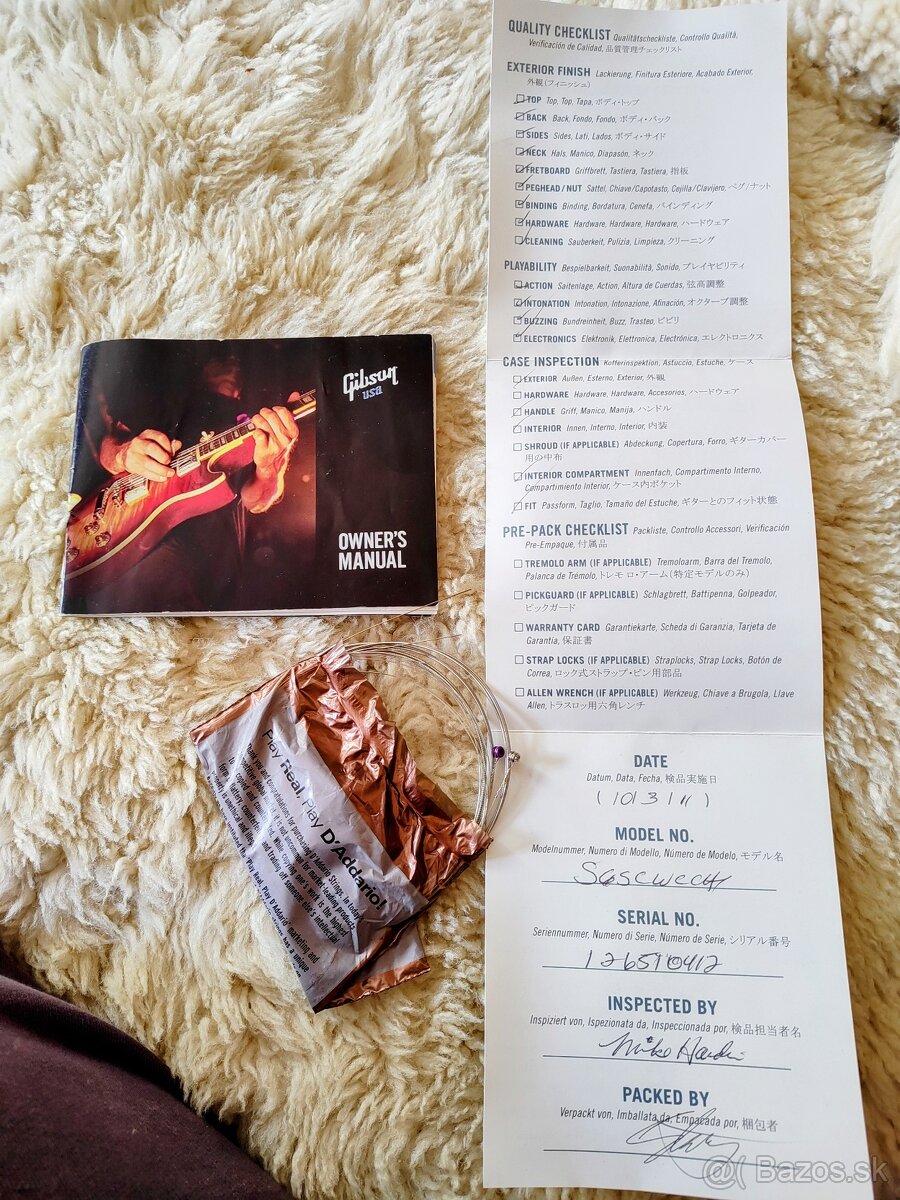 Gibson
USA
OWNER'S
MANUAL
Play Real, Play D'Addario!
QUALITY CHECKLIST Qualitätscheckliste, Controllo Qualità,
Verificación de Calidad, 品質管理チェックリスト
EXTERIOR FINISH Lackierung, Finitura Esteriore, Acabado Exterior,
外観(フィニッシュ)
TOP Top, Top, Tapa, ボディ・トップ
BACK Back, Fondo, Fondo, ボディ・バック
SIDES Sides, Lati, Lados, ボディ・サイド
NECK Hals, Manico, Diapasón, ネック
FRETBOARD Griffbrett, Tastiera, Tastiera, 指板
PEGHEAD/NUT Sattel, Chiave/Capotasto, Cejilla/Clavijero, ペグ/ナット
BINDING Binding, Bordatura, Cenefa, バインディング
HARDWARE Hardware, Hardware, Hardware, ハードウェア
CLEANING Sauberkeit, Pulizia, Limpieza, クリーニング
PLAYABILITY Bespielbarkeit, Suonabilità, Sonido, プレイヤビリティ
ACTION Saitenlage, Action, Altura de Cuerdas, 弦高調整
INTONATION Intonation, Intonazione, Afinación, オクターブ調整
BUZZING Bundreinheit, Buzz, Trasteo, ビビリ
ELECTRONICS Elektronik, Elettronica, Electrónica, エレクトロニクス
CASE INSPECTION Kofferinspektion, Astuccio, Estuche, ケース
EXTERIOR Außen, Esterno, Exterior, 外観
HARDWARE Hardware, Hardware, Accesorios, ハードウェア
HANDLE Griff, Manico, Manija, ハンドル
INTERIOR Innen, Interno, Interior, 内装
SHROUD (IF APPLICABLE) Abdeckung, Copertura, Forro, ギターカバー
用の中布
INTERIOR COMPARTMENT Innenfach, Compartimento Interno,
Compartimiento Interior, ケース内ポケット
FIT Passform, Taglio, Tamaño del Estuche, ギターとのフィット状態
PRE-PACK CHECKLIST Packliste, Controllo Accessori, Verificación
Pre-Empaque, 付属品
TREMOLO ARM (IF APPLICABLE) Tremoloarm, Barra del Tremolo,
Palanca de Trémolo, トレモロ・アーム(特定モデルのみ)
PICKGUARD (IF APPLICABLE) Schlagbrett, Battipenna, Golpeador,
ピックガード
WARRANTY CARD Garantiekarte, Scheda di Garanzia, Tarjeta de
Garantía, 保証書
STRAP LOCKS (IF APPLICABLE) Straplocks, Strap Locks, Botón de
Correa, ロック式ストラップ・ピン用部品
ALLEN WRENCH (IF APPLICABLE) Werkzeug, Chiave a Brugola, Llave
Allen, トラスロッド用六角レンチ
DATE
Datum, Data, Fecha, 検品実施日
MODEL NO.
Modelnummer, Numero di Modello, Número de Modelo, モデル名
SERIAL NO.
Seriennummer, Numero di Serie, Número de Serie, シリアル番号
126510412
INSPECTED BY
Inspiziert von, Ispezionata da, Inspeccionada por, 検品担当者名
PACKED BY
Verpackt von, Imballata da, Empacada por, 梱包者
@ Bazos.sk